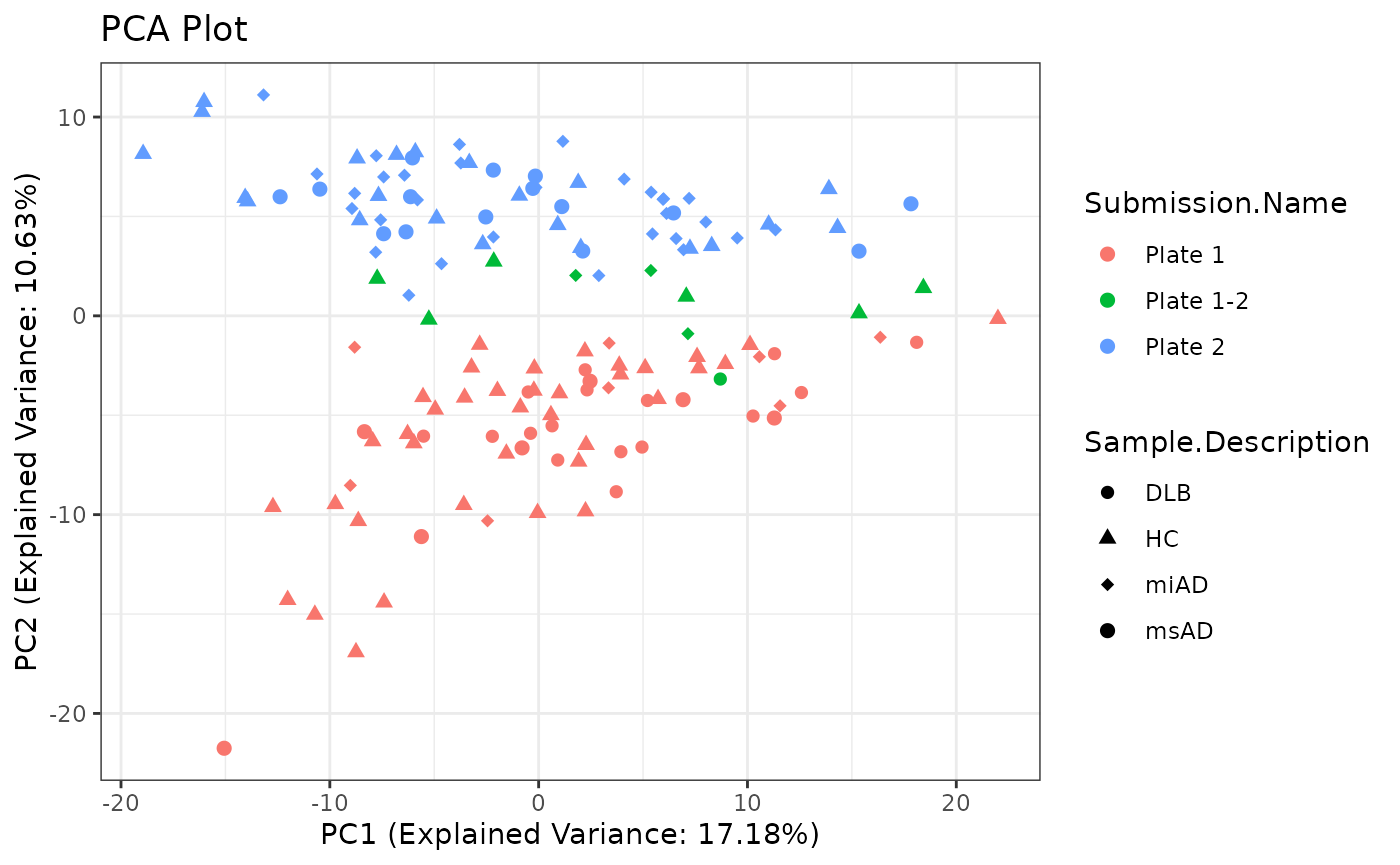 PCA Plot
PC2 (Explained Variance: 10.63%)
10
0
-10
-20
-20
-10
0
10
20
PC1 (Explained Variance: 17.18%)
Submission.Name
Plate 1
Plate 1-2
Plate 2
Sample.Description
DLB
HC
miAD
msAD